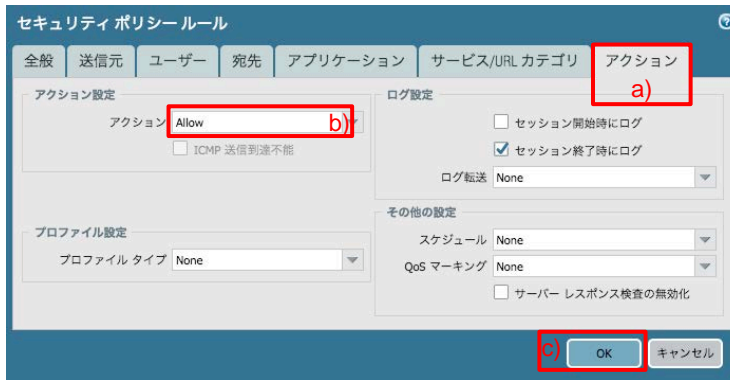 セキュリティ ポリシー ルール
全般 送信元 ユーザー 宛先 アプリケーション サービス/URL カテゴリ アクション
a)
アクション設定
アクション Allow b)
ICMP 送信到達不能
プロファイル設定
プロファイル タイプ None
ログ設定
セッション開始時にログ
セッション終了時にログ
ログ転送 None
その他の設定
スケジュール None
QoS マーキング None
サーバー レスポンス検査の無効化
c) OK キャンセル